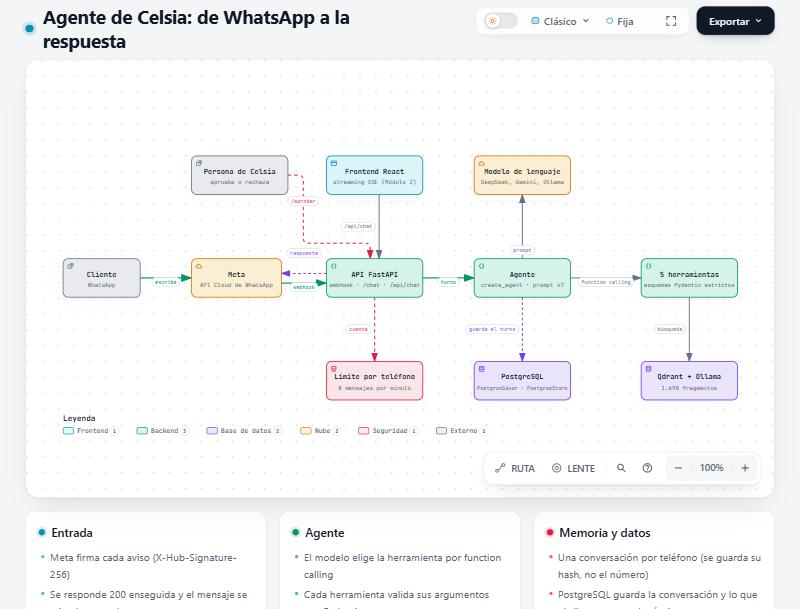 Agente de Celsia: de WhatsApp a la
respuesta
Clásico
Fija
Exportar
Persona de Celsia
aprueba o rechaza
Frontend React
streaming SSE (Módulo 2)
Modelo de lenguaje
DeepSeek, Gemini, Ollama
/aprobar
/api/chat
respuesta
prompt
Cliente
WhatsApp
escribe
Meta
API Cloud de WhatsApp
webhook
API FastAPI
webhook · /chat · /api/chat
turno
Agente
create_agent · prompt v7
function calling
5 herramientas
esquemas Pydantic estrictos
cuenta
guarda el turno
búsqueda
Límite por teléfono
8 mensajes por minuto
PostgreSQL
PostgresSaver · PostgresStore
Qdrant + Ollama
1.690 fragmentos
Leyenda
Frontend 1
Backend 3
Base de datos 2
Nube 2
Seguridad 1
Externo 2
RUTA
LENTE
− 100% +
Entrada
Meta firma cada aviso (X-Hub-Signature-
256)
Se responde 200 enseguida y el mensaje se
Agente
El modelo elige la herramienta por function
calling
Cada herramienta valida sus argumentos
Memoria y datos
Una conversación por teléfono (se guarda su
hash, no el número)
PostgreSQL guarda la conversación y lo que